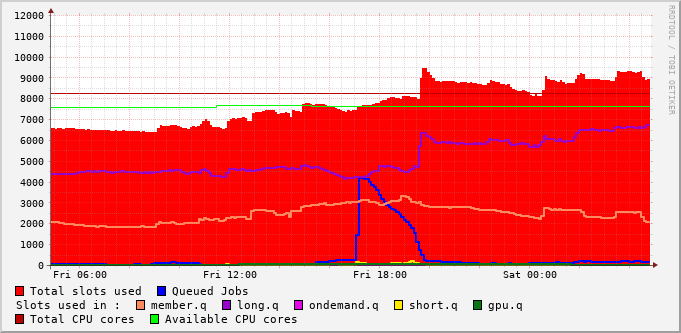 12000
11000
10000
9000
8000
7000
6000
5000
4000
3000
2000
1000
0
Fri 06:00 Fri 12:00 Fri 18:00 Sat 00:00
Total slots used Queued Jobs
Slots used in : member.q long.q ondemand.q short.q gpu.q
Total CPU cores Available CPU cores
RRDTOOL / TOBI OETIKER